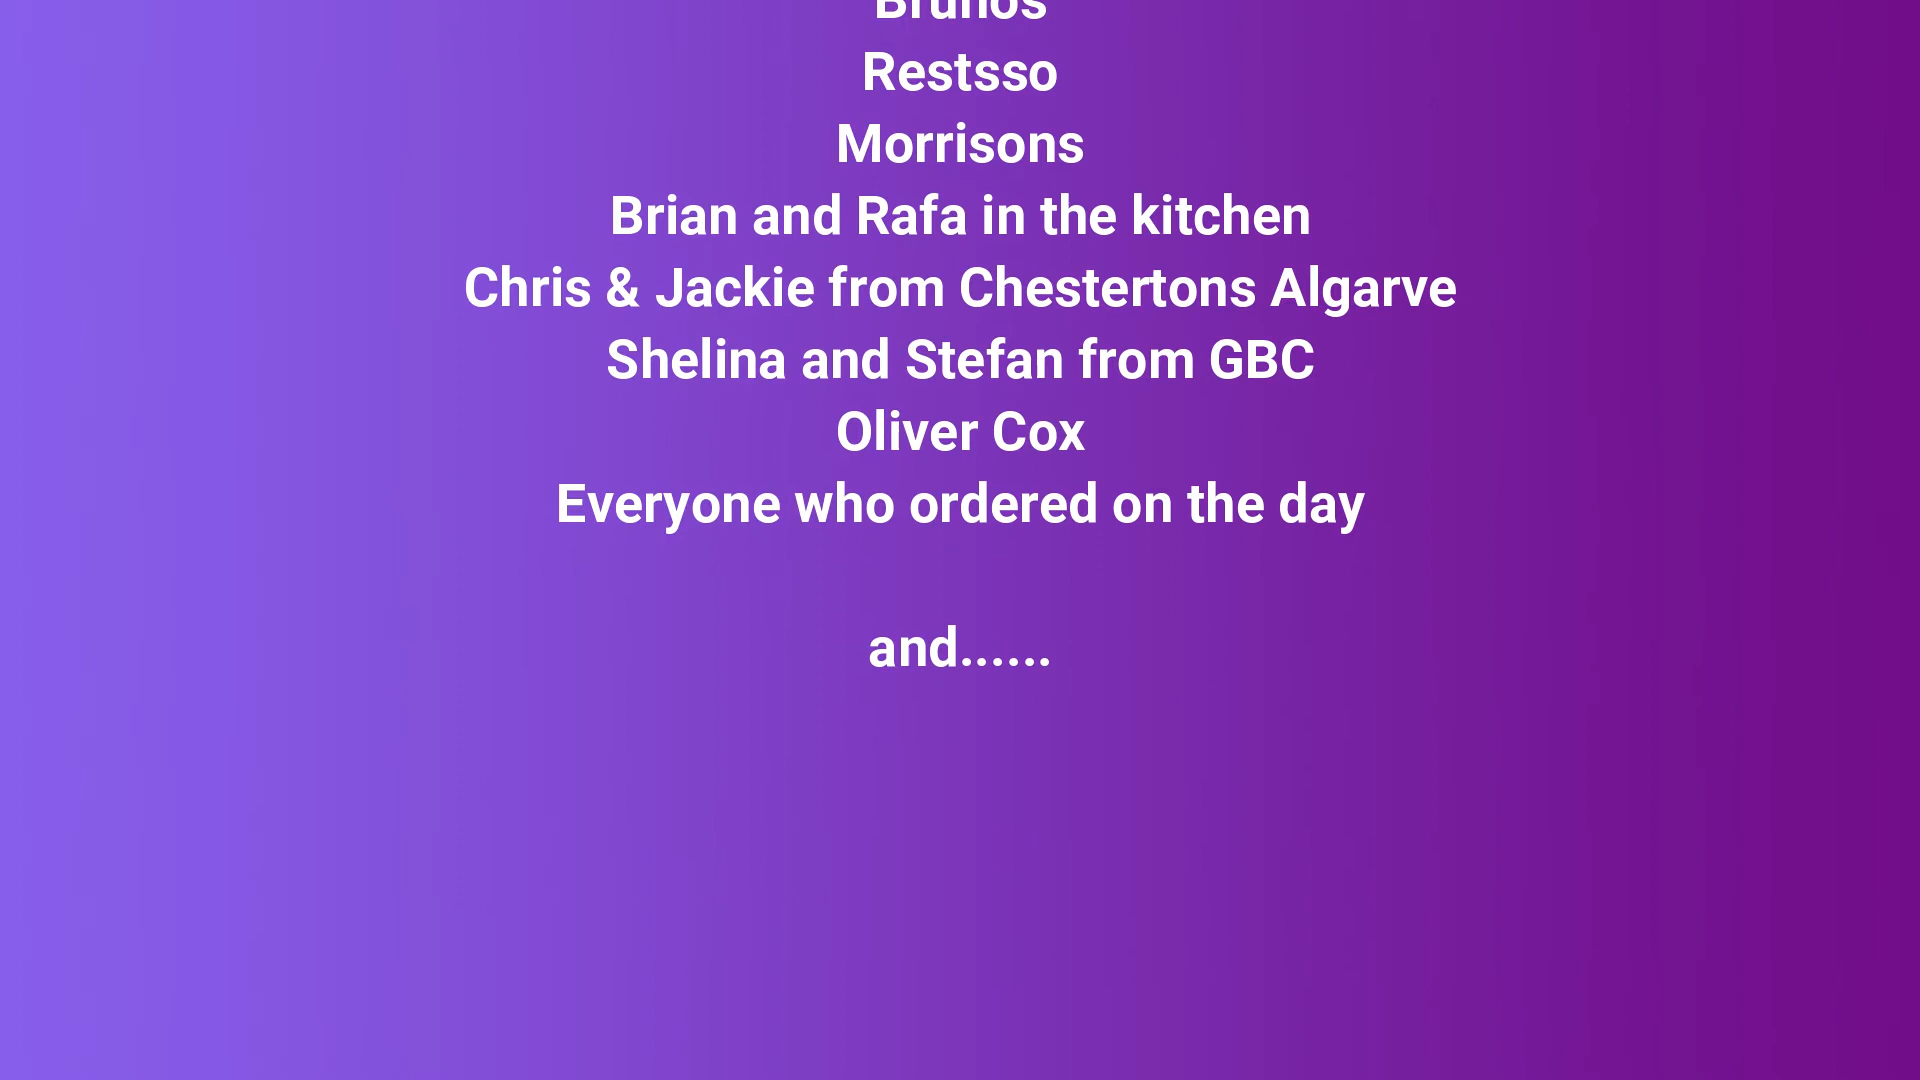 Brunos
Restsso
Morrisons
Brian and Rafa in the kitchen
Chris & Jackie from Chestertons Algarve
Shelina and Stefan from GBC
Oliver Cox
Everyone who ordered on the day
and......